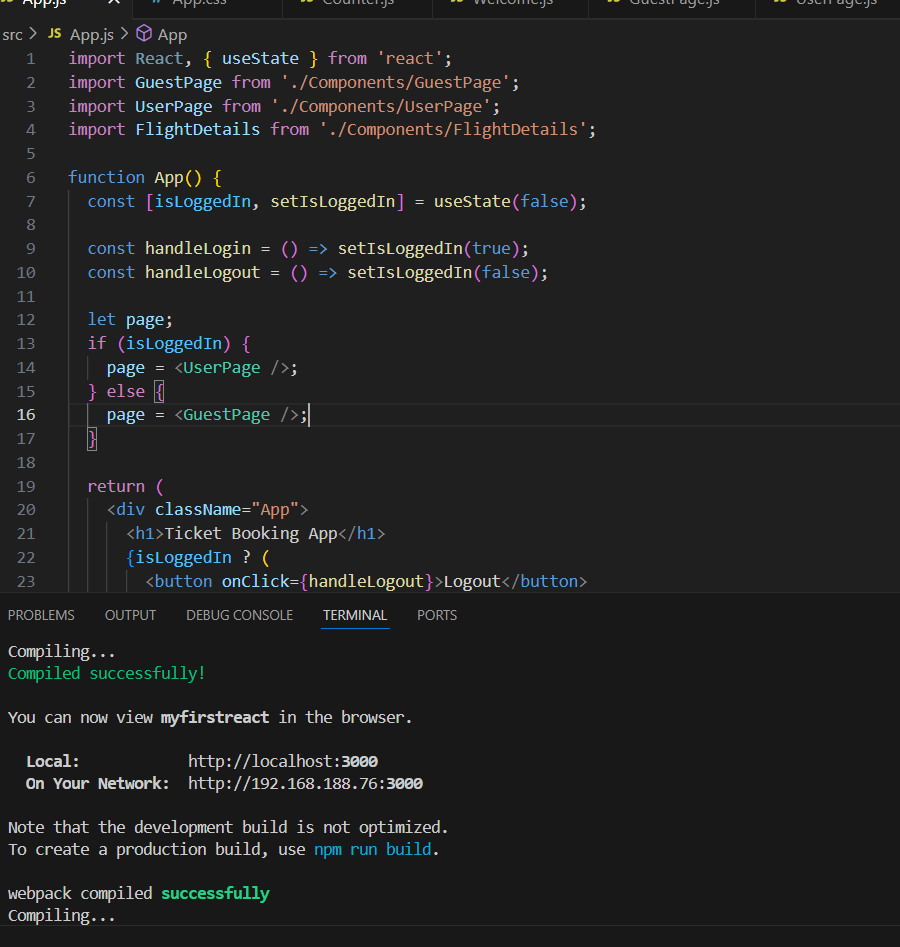 App.js App.css Counter.js Welcome.js GuestPage.js UserPage.js
src > JS App.js > App
1 import React, { useState } from 'react';
2 import GuestPage from './Components/GuestPage';
3 import UserPage from './Components/UserPage';
4 import FlightDetails from './Components/FlightDetails';
5
6 function App() {
7 const [isLoggedIn, setIsLoggedIn] = useState(false);
8
9 const handleLogin = () => setIsLoggedIn(true);
10 const handleLogout = () => setIsLoggedIn(false);
11
12 let page;
13 if (isLoggedIn) {
14 page = <UserPage />;
15 } else {
16 page = <GuestPage />;
17 }
18
19 return (
20 <div className="App">
21 <h1>Ticket Booking App</h1>
22 {isLoggedIn ? (
23 <button onClick={handleLogout}>Logout</button>
PROBLEMS OUTPUT DEBUG CONSOLE TERMINAL PORTS
Compiling...
Compiled successfully!
You can now view myfirstreact in the browser.
Local: http://localhost:3000
On Your Network: http://192.168.188.76:3000
Note that the development build is not optimized.
To create a production build, use npm run build.
webpack compiled successfully
Compiling...